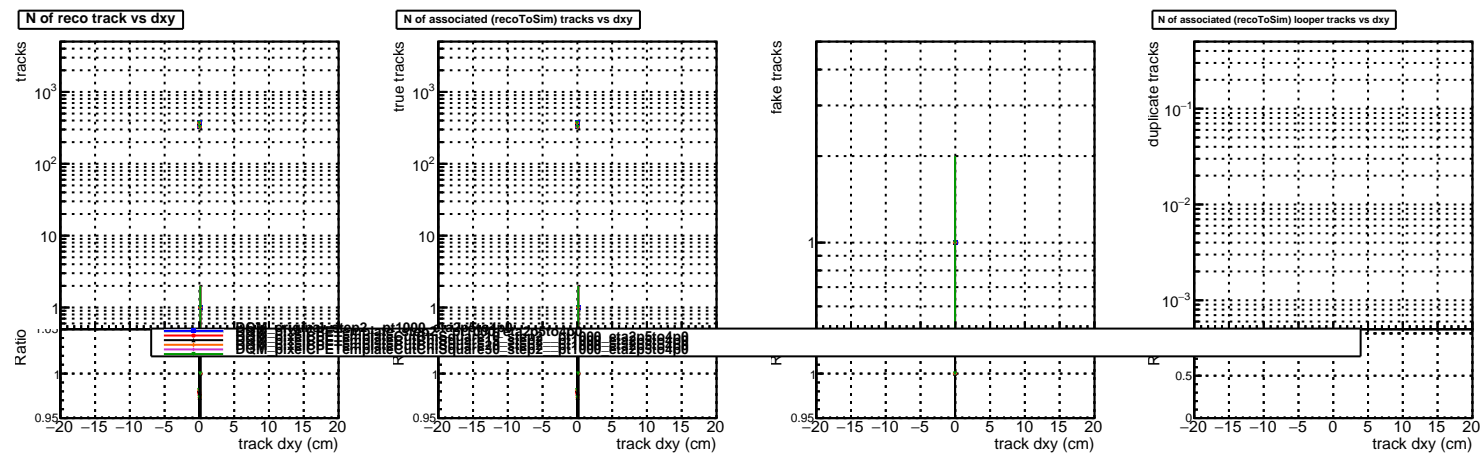 N of reco track vs dxy
N of associated (recoToSim) tracks vs dxy
N of associated (recoToSim) looper tracks vs dxy
tracks
10³
10²
10
1
Ratio
1
0.95
−20 −15 −10 −5 0 5 10 15 20
track dxy (cm)
true tracks
10³
10²
10
1
1
0.95
−20 −15 −10 −5 0 5 10 15 20
track dxy (cm)
fake tracks
1
1
0.95
−20 −15 −10 −5 0 5 10 15 20
track dxy (cm)
duplicate tracks
10⁻¹
10⁻²
10⁻³
0.5
0
−20 −15 −10 −5 0 5 10 15 20
track dxy (cm)